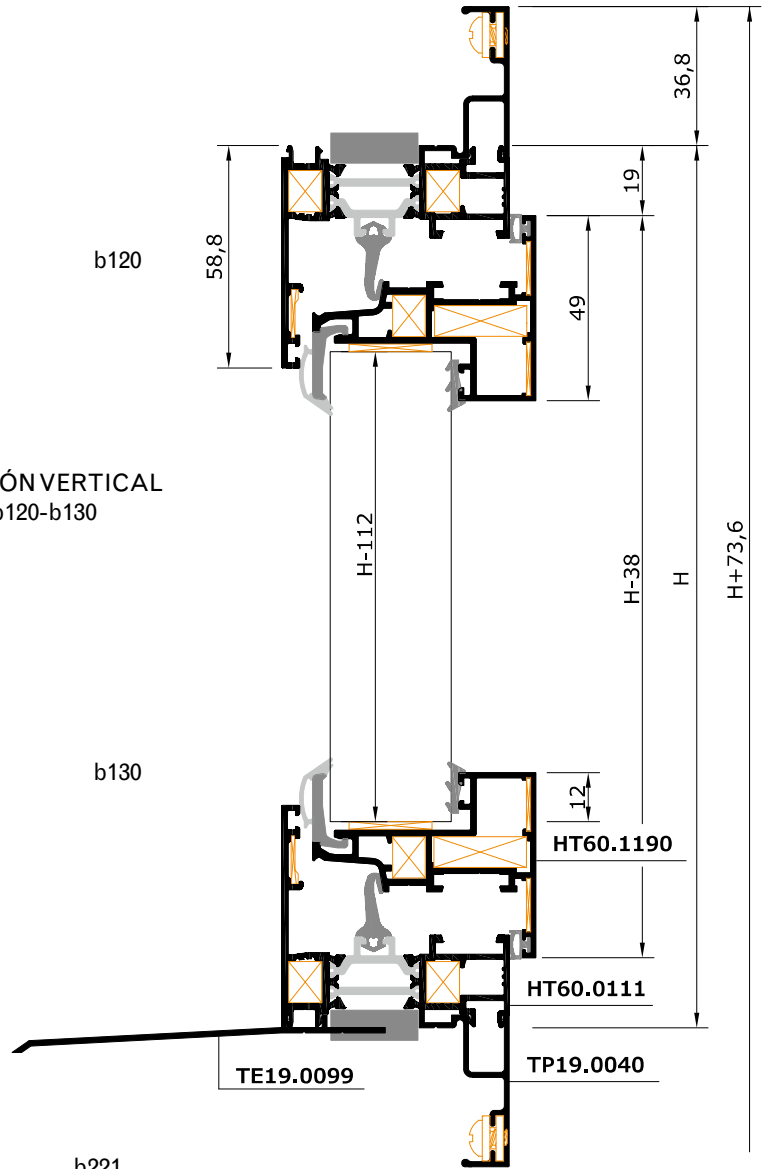 36,8
19
b120
58,8
49
ÓN VERTICAL
b120-b130
H-112
H-38
H
H+73,6
b130
12
HT60.1190
HT60.0111
TE19.0099
TP19.0040
b221